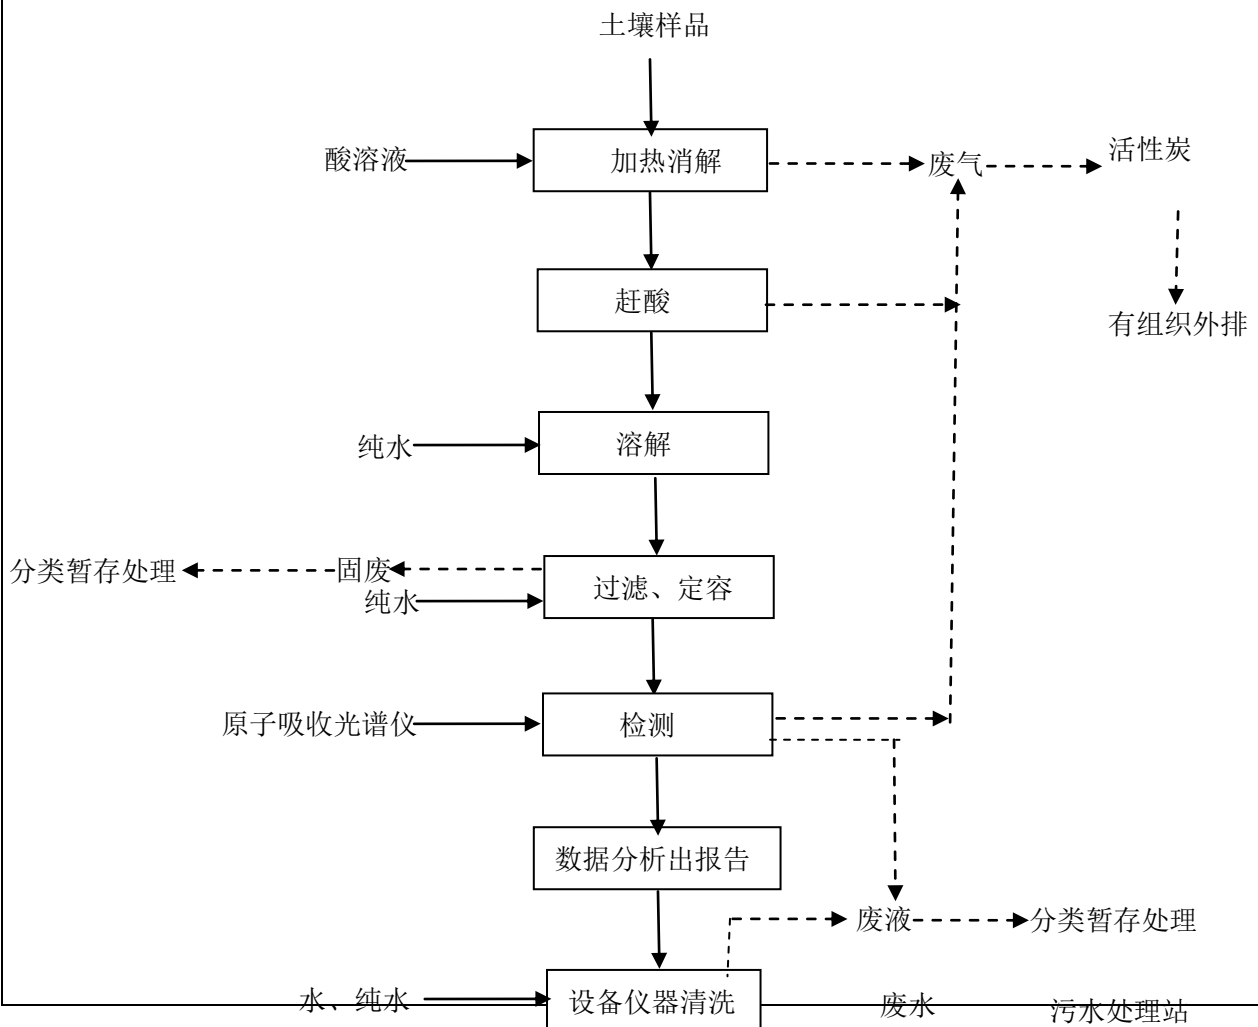 土壤样品
酸溶液
加热消解
废气
活性炭
赶酸
有组织外排
纯水
溶解
分类暂存处理
固废
纯水
过滤、定容
原子吸收光谱仪
检测
数据分析出报告
废液
分类暂存处理
水、纯水
设备仪器清洗
废水
污水处理站